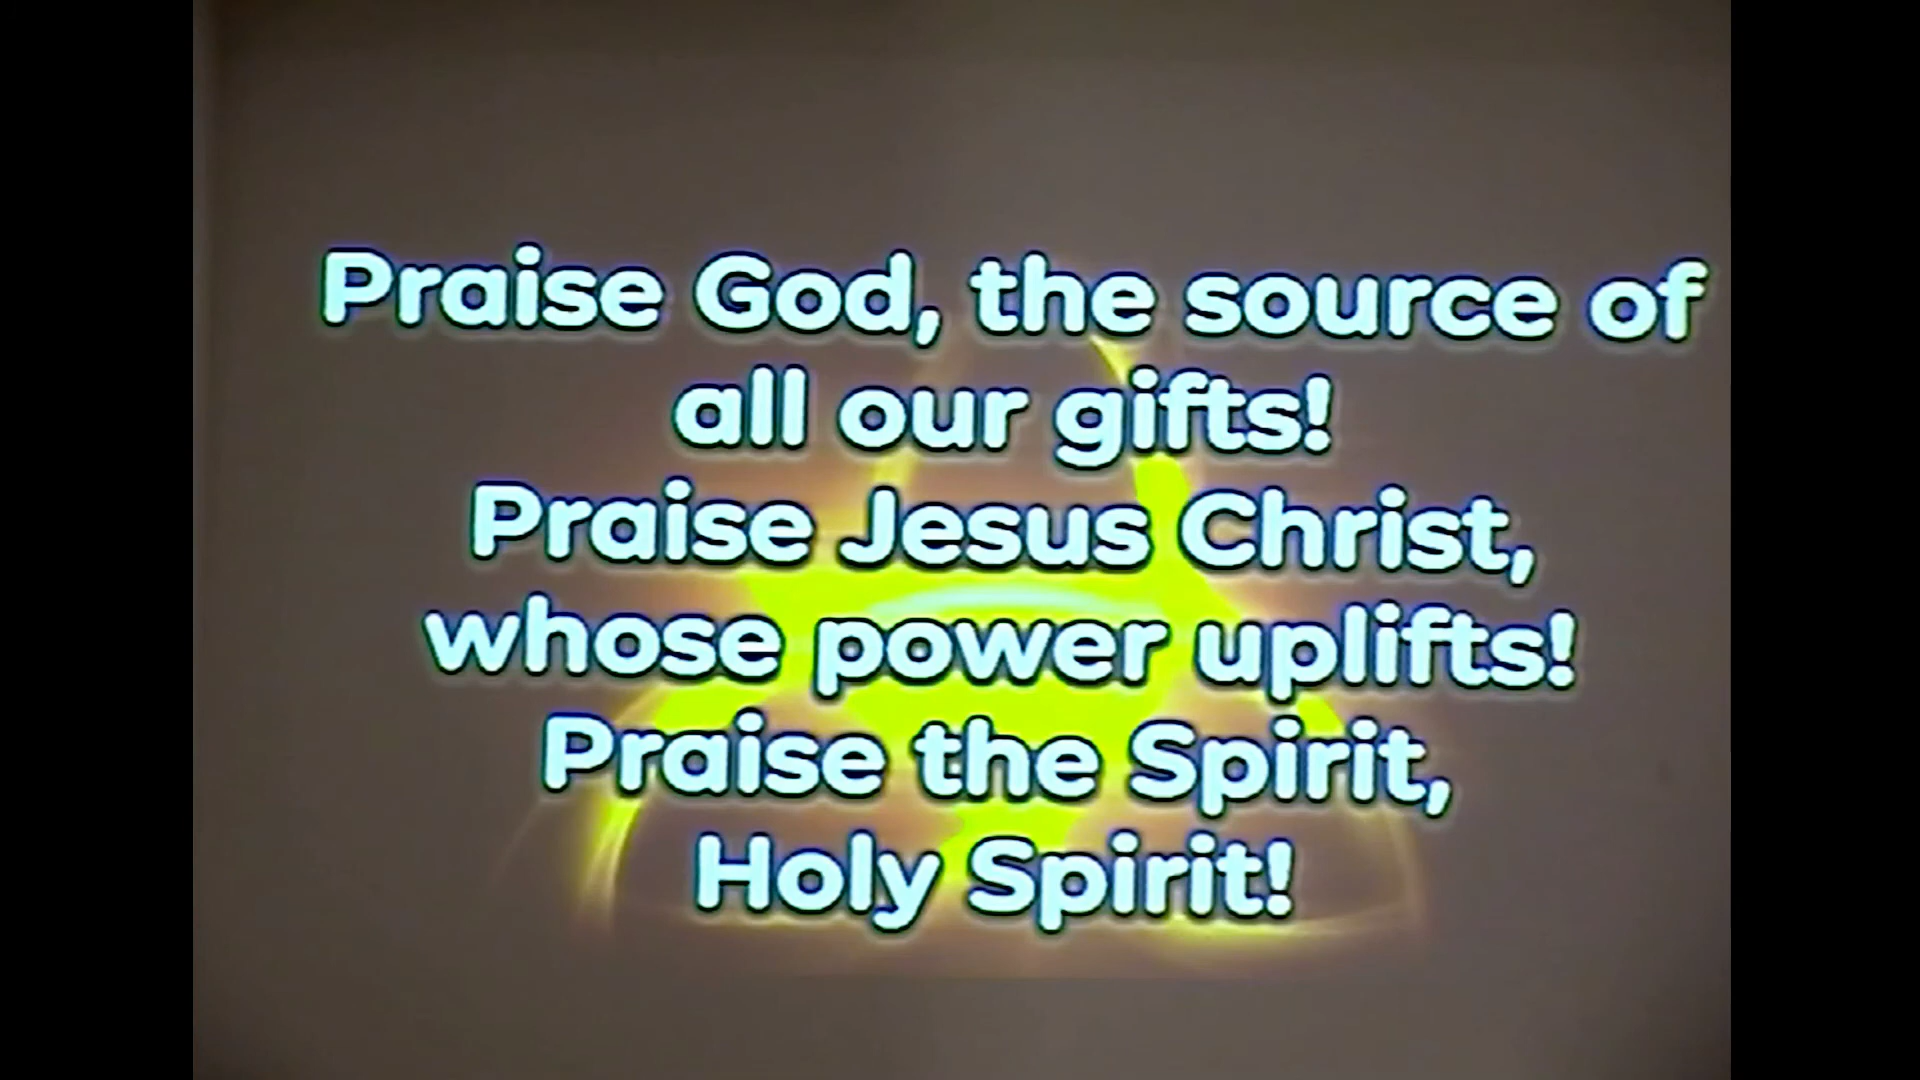 Praise God, the source of
all our gifts!
Praise Jesus Christ,
whose power uplifts!
Praise the Spirit,
Holy Spirit!